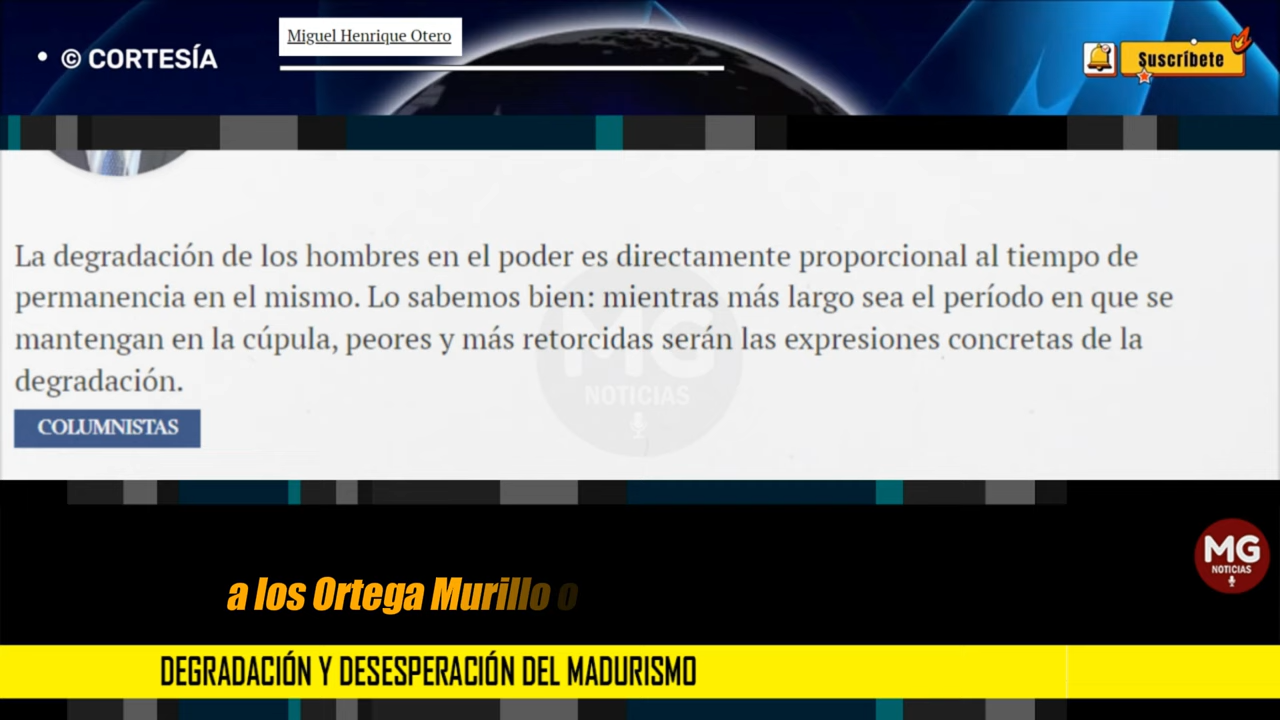 Miguel Henrique Otero
• © CORTESÍA
Suscríbete
La degradación de los hombres en el poder es directamente proporcional al tiempo de
permanencia en el mismo. Lo sabemos bien: mientras más largo sea el período en que se
mantengan en la cúpula, peores y más retorcidas serán las expresiones concretas de la
degradación.
MG
NOTICIAS
COLUMNISTAS
MG
NOTICIAS
a los Ortega Murillo o
DEGRADACIÓN Y DESESPERACIÓN DEL MADURISMO